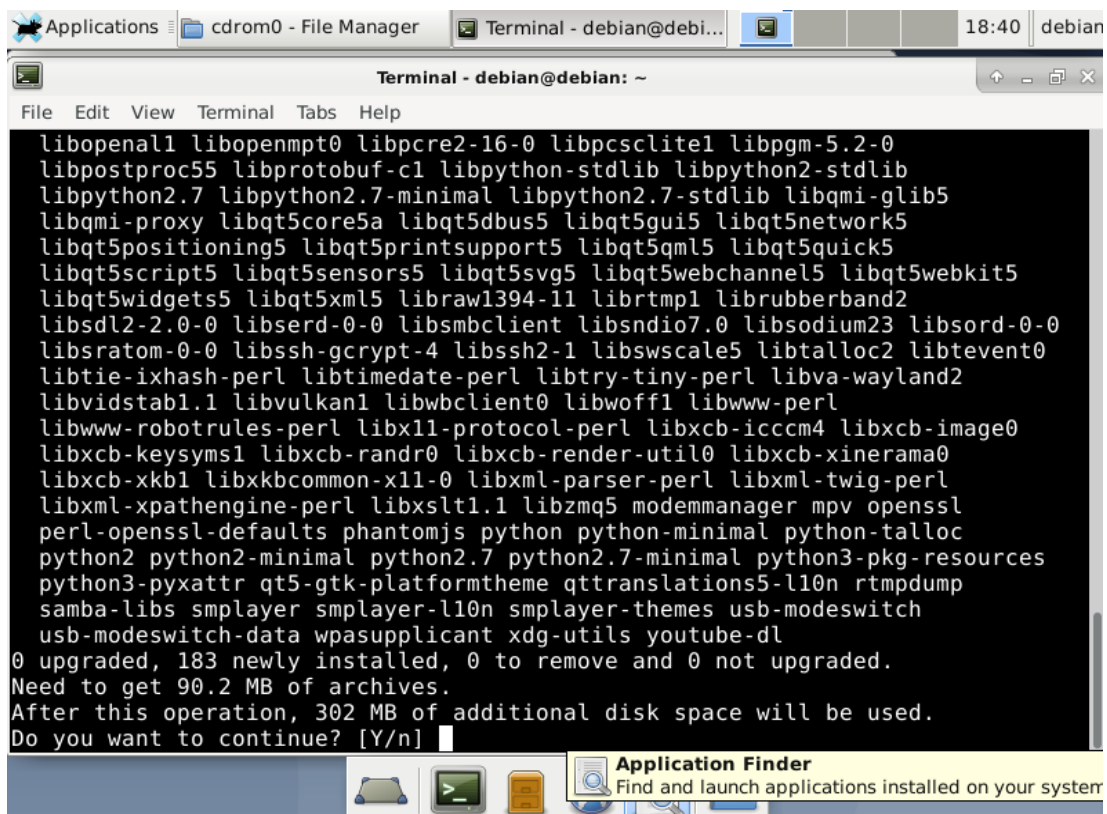 Applications cdrom0 - File Manager Terminal - debian@debi... 18:40 debian
Terminal - debian@debian: ~
File Edit View Terminal Tabs Help
libopenal1 libopenmpt0 libpcre2-16-0 libpcsclite1 libpgm-5.2-0
libpostproc55 libprotobuf-c1 libpython-stdlib libpython2-stdlib
libpython2.7 libpython2.7-minimal libpython2.7-stdlib libqmi-glib5
libqmi-proxy libqt5core5a libqt5dbus5 libqt5gui5 libqt5network5
libqt5positioning5 libqt5printsupport5 libqt5qml5 libqt5quick5
libqt5script5 libqt5sensors5 libqt5svg5 libqt5webchannel5 libqt5webkit5
libqt5widgets5 libqt5xml5 libraw1394-11 librtmp1 librubberband2
libsdl2-2.0-0 libserd-0-0 libsmbclient libsndio7.0 libsodium23 libsord-0-0
libsratom-0-0 libssh-gcrypt-4 libssh2-1 libswscale5 libtalloc2 libtevent0
libtie-ixhash-perl libtimedate-perl libtry-tiny-perl libva-wayland2
libvidstab1.1 libvulkan1 libwbclient0 libwoff1 libwww-perl
libwww-robotrules-perl libx11-protocol-perl libxcb-icccm4 libxcb-image0
libxcb-keysyms1 libxcb-randr0 libxcb-render-util0 libxcb-xinerama0
libxcb-xkb1 libxkbcommon-x11-0 libxml-parser-perl libxml-twig-perl
libxml-xpathengine-perl libxslt1.1 libzmq5 modemmanager mpv openssl
perl-openssl-defaults phantomjs python python-minimal python-talloc
python2 python2-minimal python2.7 python2.7-minimal python3-pkg-resources
python3-pyxattr qt5-gtk-platformtheme qttranslations5-l10n rtmpdump
samba-libs smplayer smplayer-l10n smplayer-themes usb-modeswitch
usb-modeswitch-data wpasupplicant xdg-utils youtube-dl
0 upgraded, 183 newly installed, 0 to remove and 0 not upgraded.
Need to get 90.2 MB of archives.
After this operation, 302 MB of additional disk space will be used.
Do you want to continue? [Y/n]
Application Finder
Find and launch applications installed on your system